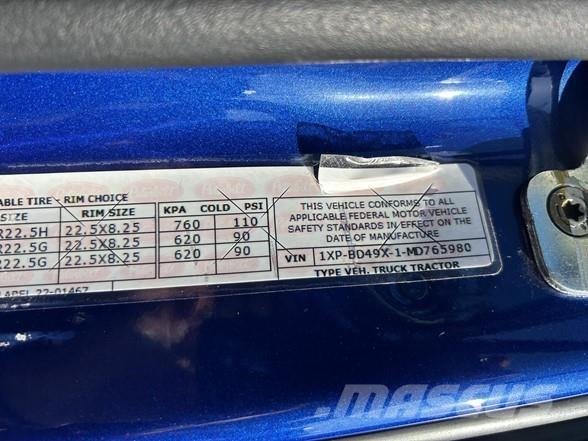 ABLE TIRE - RIM CHOICE
SIZE RIM SIZE KPA COLD PSI
R22.5H 22.5X8.25 760 110
R22.5G 22.5X8.25 620 90
R22.5G 22.5X8.25 620 90
LABEL 22-01467
THIS VEHICLE CONFORMS TO ALL
APPLICABLE FEDERAL MOTOR VEHICLE
SAFETY STANDARDS IN EFFECT ON
DATE OF MFR. SHOWN ABOVE.
VIN 1XP-BD49X-1-MD765980
TYPE VEH. TRUCK TRACTOR
MASCUS